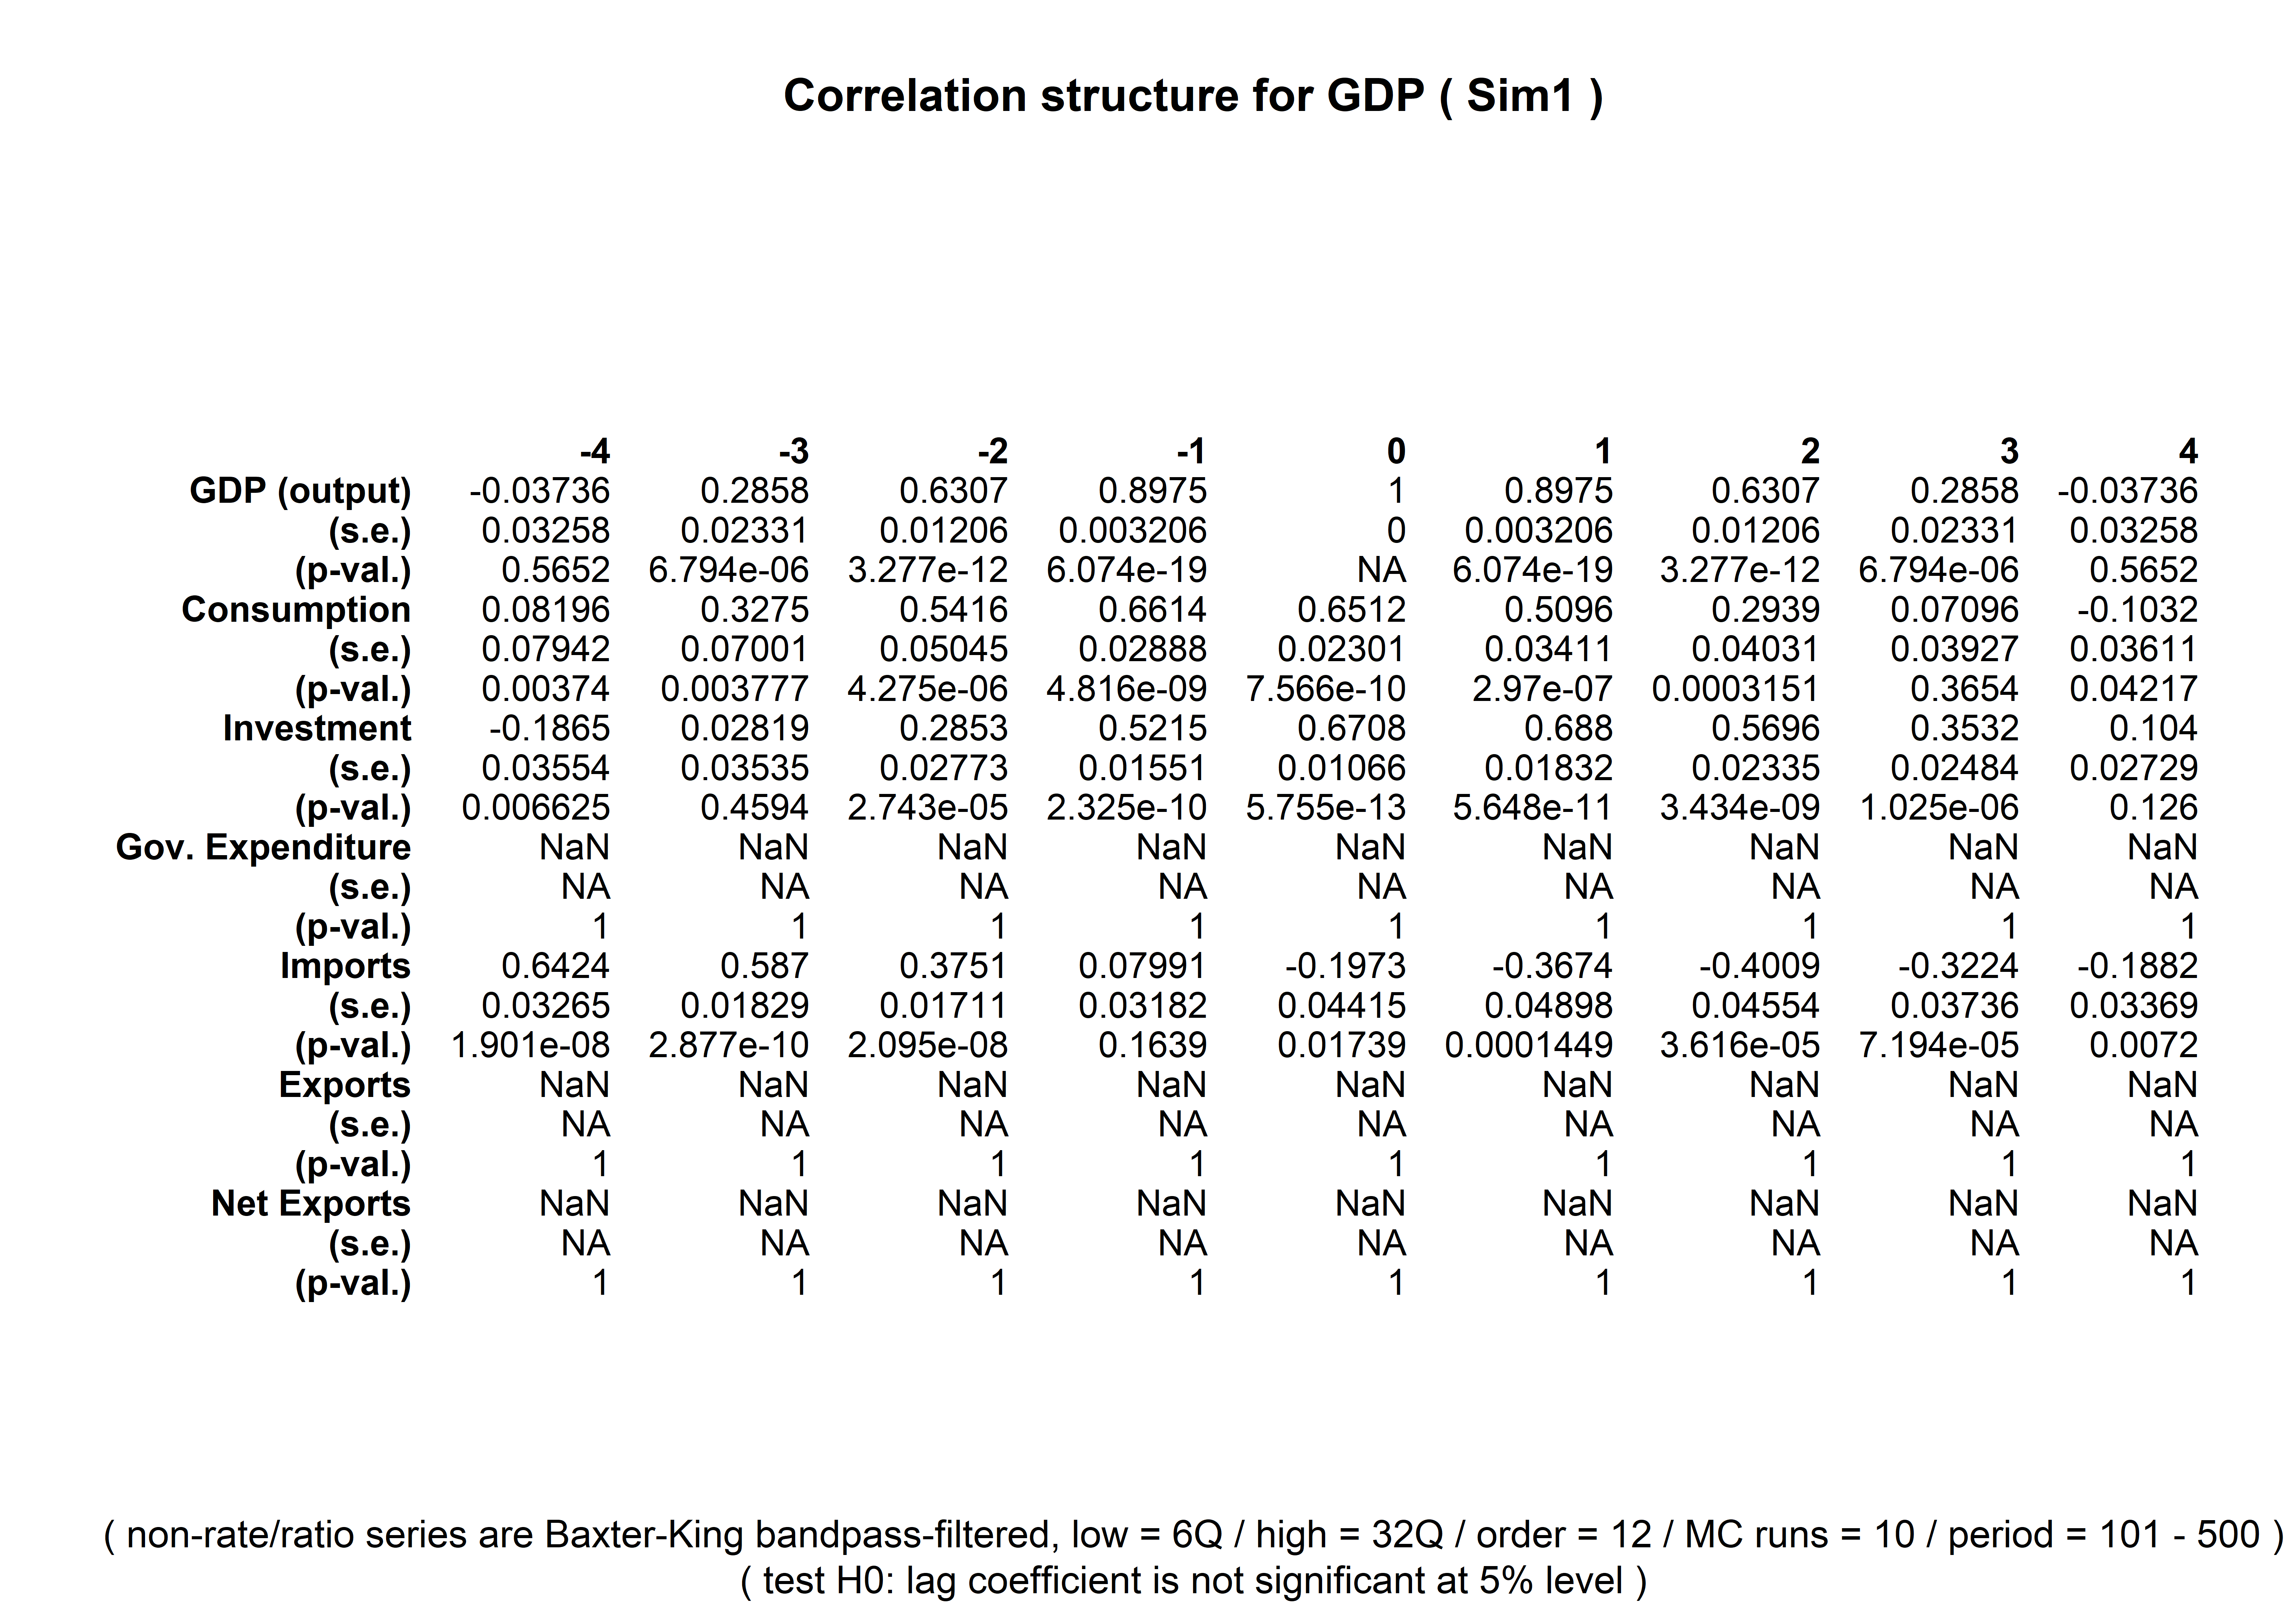 Correlation structure for GDP ( Sim1 )
-4 -3 -2 -1 0 1 2 3 4
GDP (output) -0.03736 0.2858 0.6307 0.8975 1 0.8975 0.6307 0.2858 -0.03736
(s.e.) 0.03258 0.02331 0.01206 0.003206 0 0.003206 0.01206 0.02331 0.03258
(p-val.) 0.5652 6.794e-06 3.277e-12 6.074e-19 NA 6.074e-19 3.277e-12 6.794e-06 0.5652
Consumption 0.08196 0.3275 0.5416 0.6614 0.6512 0.5096 0.2939 0.07096 -0.1032
(s.e.) 0.07942 0.07001 0.05045 0.02888 0.02301 0.03411 0.04031 0.03927 0.03611
(p-val.) 0.00374 0.003777 4.275e-06 4.816e-09 7.566e-10 2.97e-07 0.0003151 0.3654 0.04217
Investment -0.1865 0.02819 0.2853 0.5215 0.6708 0.688 0.5696 0.3532 0.104
(s.e.) 0.03554 0.03535 0.02773 0.01551 0.01066 0.01832 0.02335 0.02484 0.02729
(p-val.) 0.006625 0.4594 2.743e-05 2.325e-10 5.755e-13 5.648e-11 3.434e-09 1.025e-06 0.126
Gov. Expenditure NaN NaN NaN NaN NaN NaN NaN NaN NaN
(s.e.) NA NA NA NA NA NA NA NA NA
(p-val.) 1 1 1 1 1 1 1 1 1
Imports 0.6424 0.587 0.3751 0.07991 -0.1973 -0.3674 -0.4009 -0.3224 -0.1882
(s.e.) 0.03265 0.01829 0.01711 0.03182 0.04415 0.04898 0.04554 0.03736 0.03369
(p-val.) 1.901e-08 2.877e-10 2.095e-08 0.1639 0.01739 0.0001449 3.616e-05 7.194e-05 0.0072
Exports NaN NaN NaN NaN NaN NaN NaN NaN NaN
(s.e.) NA NA NA NA NA NA NA NA NA
(p-val.) 1 1 1 1 1 1 1 1 1
Net Exports NaN NaN NaN NaN NaN NaN NaN NaN NaN
(s.e.) NA NA NA NA NA NA NA NA NA
(p-val.) 1 1 1 1 1 1 1 1 1
( non-rate/ratio series are Baxter-King bandpass-filtered, low = 6Q / high = 32Q / order = 12 / MC runs = 10 / period = 101 - 500 )
( test H0: lag coefficient is not significant at 5% level )